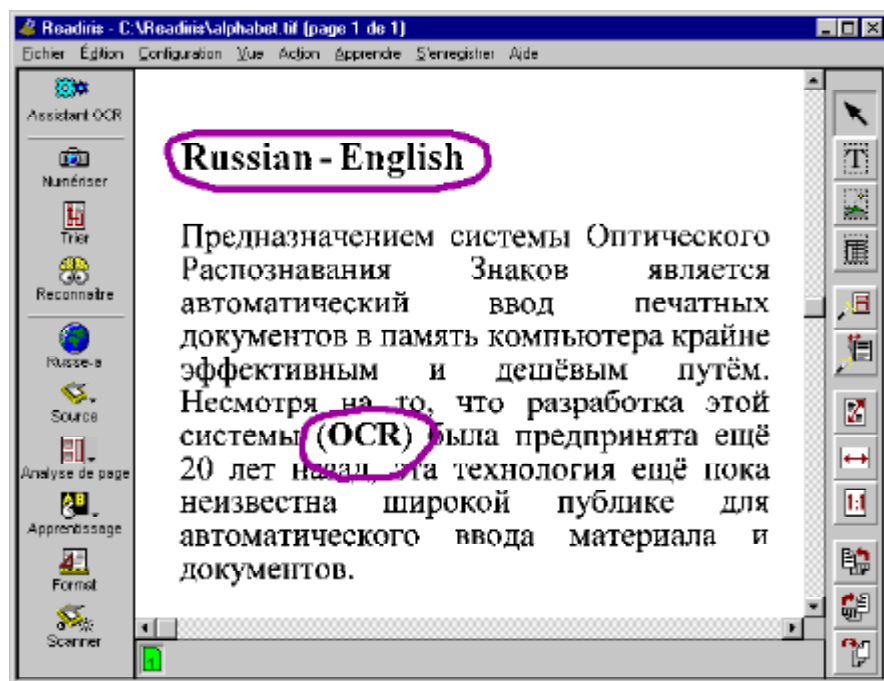 Readiris - C:\Readiris\alphabet.tif (page 1 de 1)
Fichier Édition Configuration Vue Action Apprendre S'enregistrer Aide
Assistant OCR
Numériser
Trier
Reconnaître
Russe-a
Source
Analyse de page
Apprentissage
Format
Scanner
Russian - English
Предназначением системы Оптического
Распознавания Знаков является
автоматический ввод печатных
документов в память компьютера крайне
эффективным и дешёвым путём.
Несмотря на то, что разработка этой
системы (OCR) была предпринята ещё
20 лет назад, эта технология ещё пока
неизвестна широкой публике для
автоматического ввода материала и
документов.
T
1:1
1